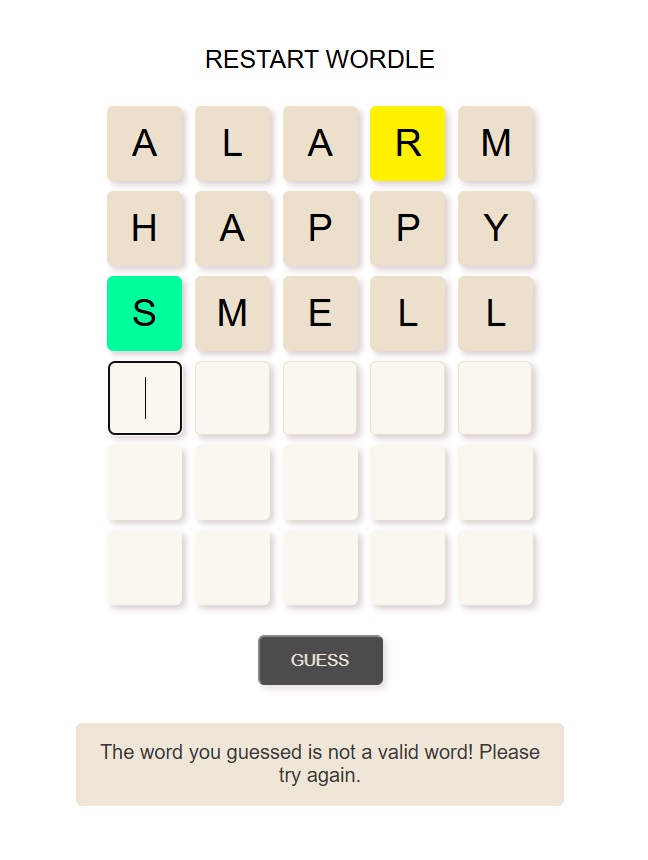 RESTART WORDLE
A L A R M
H A P P Y
S M E L L
GUESS
The word you guessed is not a valid word! Please
try again.